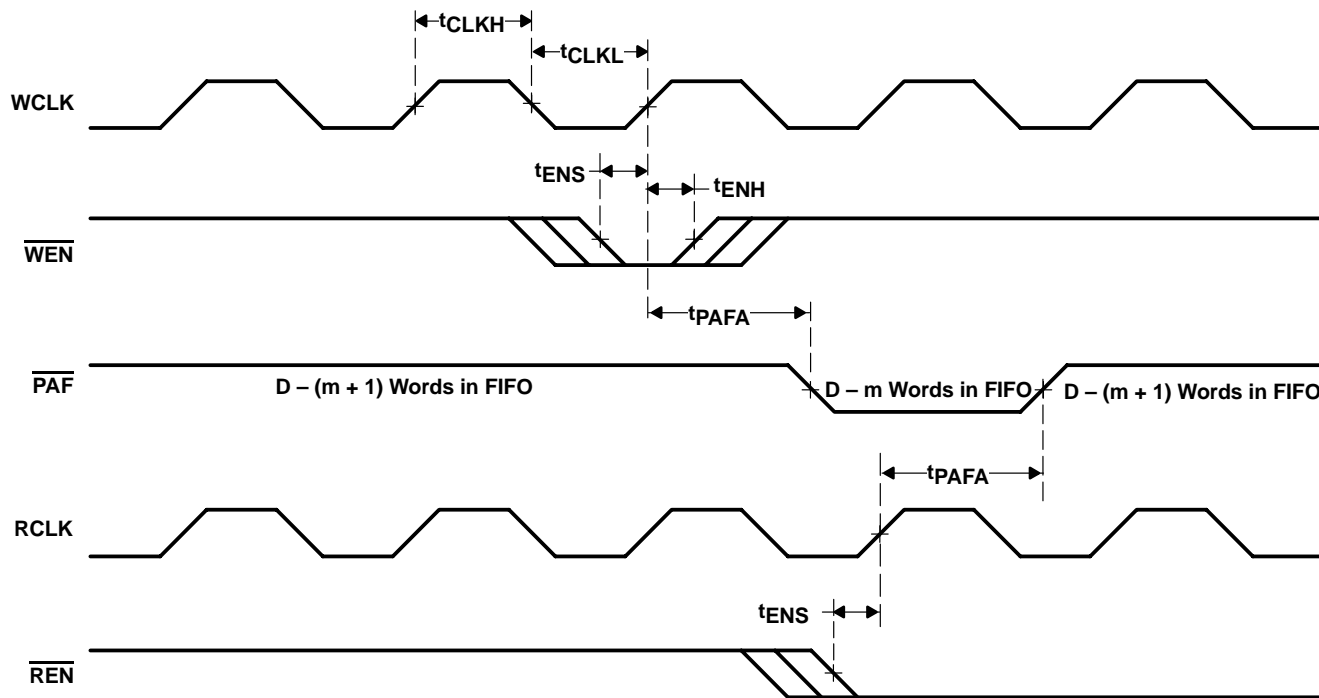 tCLKH
tCLKL
WCLK
tENS
tENH
WEN
tPAFA
PAF
D – (m + 1) Words in FIFO
D – m Words in FIFO
D – (m + 1) Words in FIFO
tPAFA
RCLK
tENS
REN